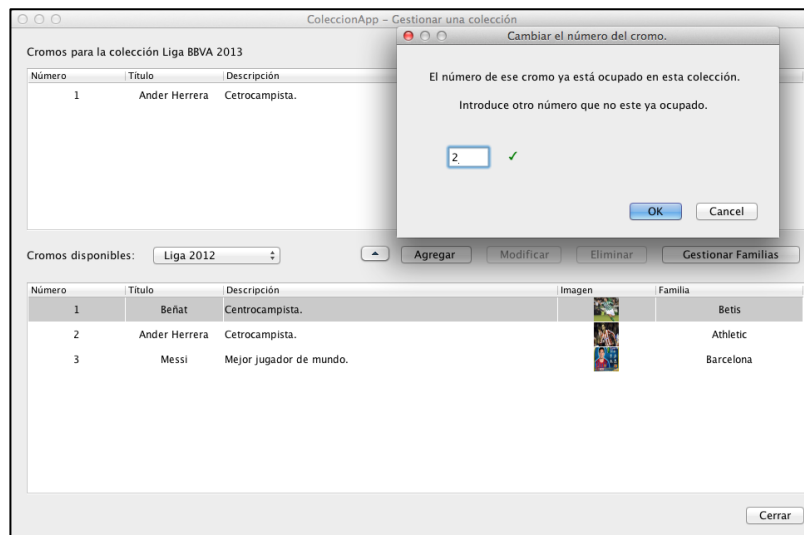 ColeccionApp – Gestionar una colección
Cambiar el número del cromo.
Cromos para la colección Liga BBVA 2013
Número Título Descripción
1 Ander Herrera Cetrocampista.
El número de ese cromo ya está ocupado en esta colección.
Introduce otro número que no este ya ocupado.
2
OK Cancel
Cromos disponibles: Liga 2012 Agregar Modificar Eliminar Gestionar Familias
Número Título Descripción Imagen Familia
1 Beñat Centrocampista. Betis
2 Ander Herrera Cetrocampista. Athletic
3 Messi Mejor jugador de mundo. Barcelona
Cerrar